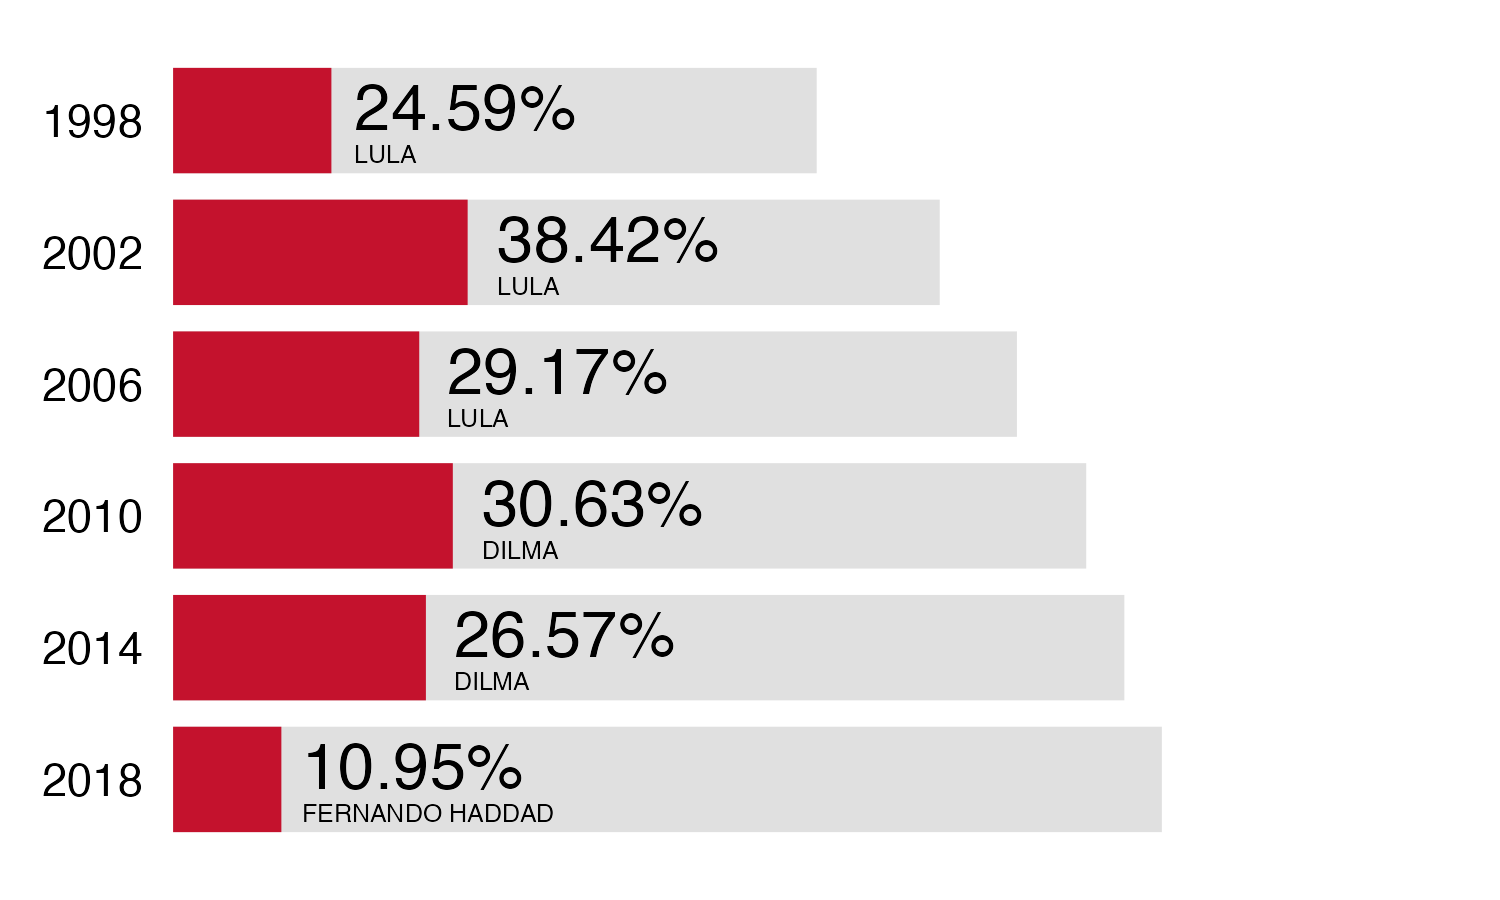 1998
24.59%
LULA
2002
38.42%
LULA
2006
29.17%
LULA
2010
30.63%
DILMA
2014
26.57%
DILMA
2018
10.95%
FERNANDO HADDAD